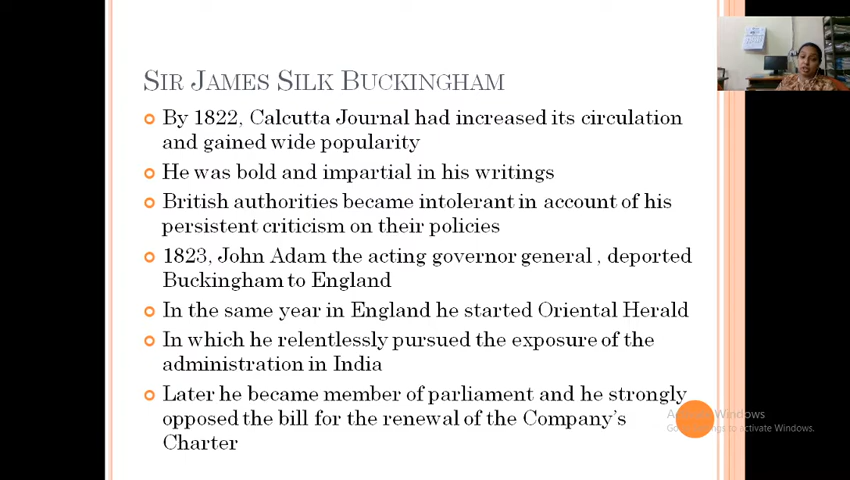 SIR JAMES SILK BUCKINGHAM
By 1822, Calcutta Journal had increased its circulation
and gained wide popularity
He was bold and impartial in his writings
British authorities became intolerant in account of his
persistent criticism on their policies
1823, John Adam the acting governor general , deported
Buckingham to England
In the same year in England he started Oriental Herald
In which he relentlessly pursued the exposure of the
administration in India
Later he became member of parliament and he strongly
opposed the bill for the renewal of the Company's
Charter
Windows
to activate Windows.